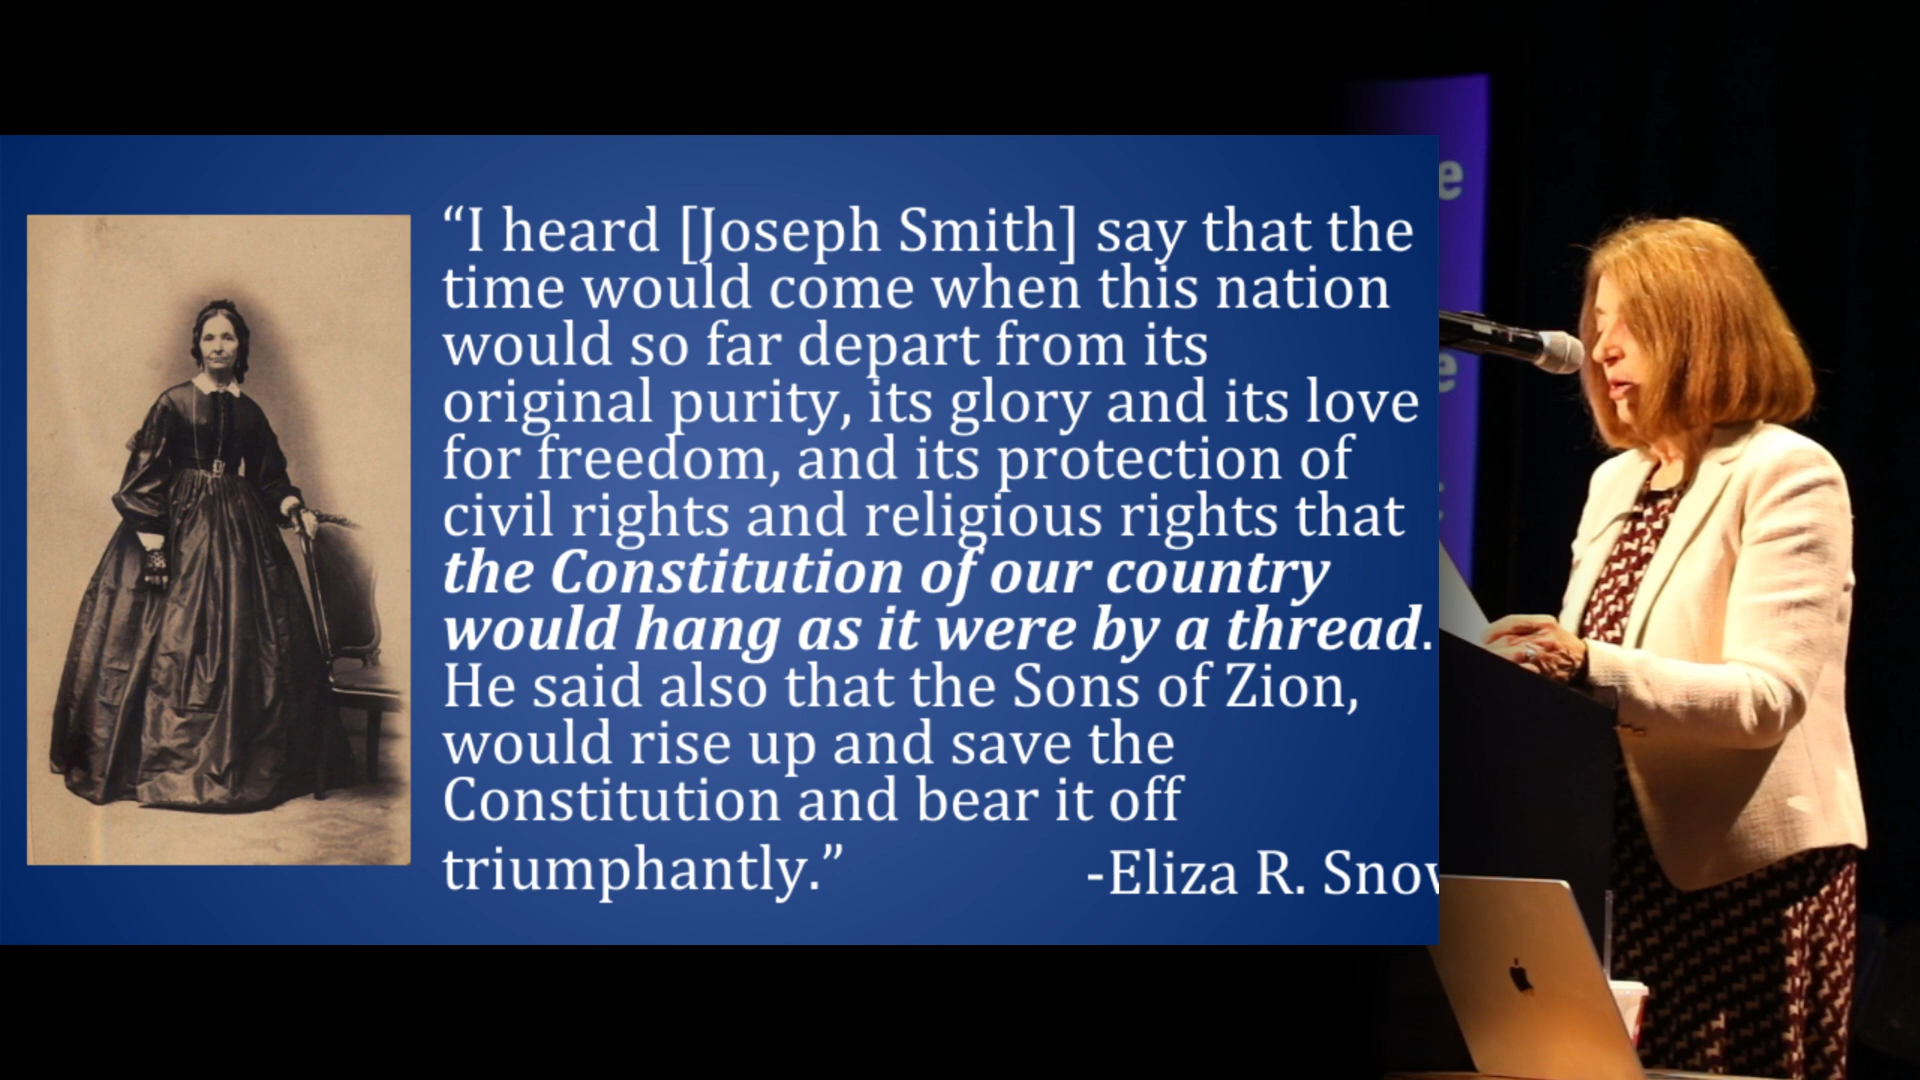 “I heard [Joseph Smith] say that the
time would come when this nation
would so far depart from its
original purity, its glory and its love
for freedom, and its protection of
civil rights and religious rights that
the Constitution of our country
would hang as it were by a thread.
He said also that the Sons of Zion,
would rise up and save the
Constitution and bear it off
triumphantly.”
-Eliza R. Snow